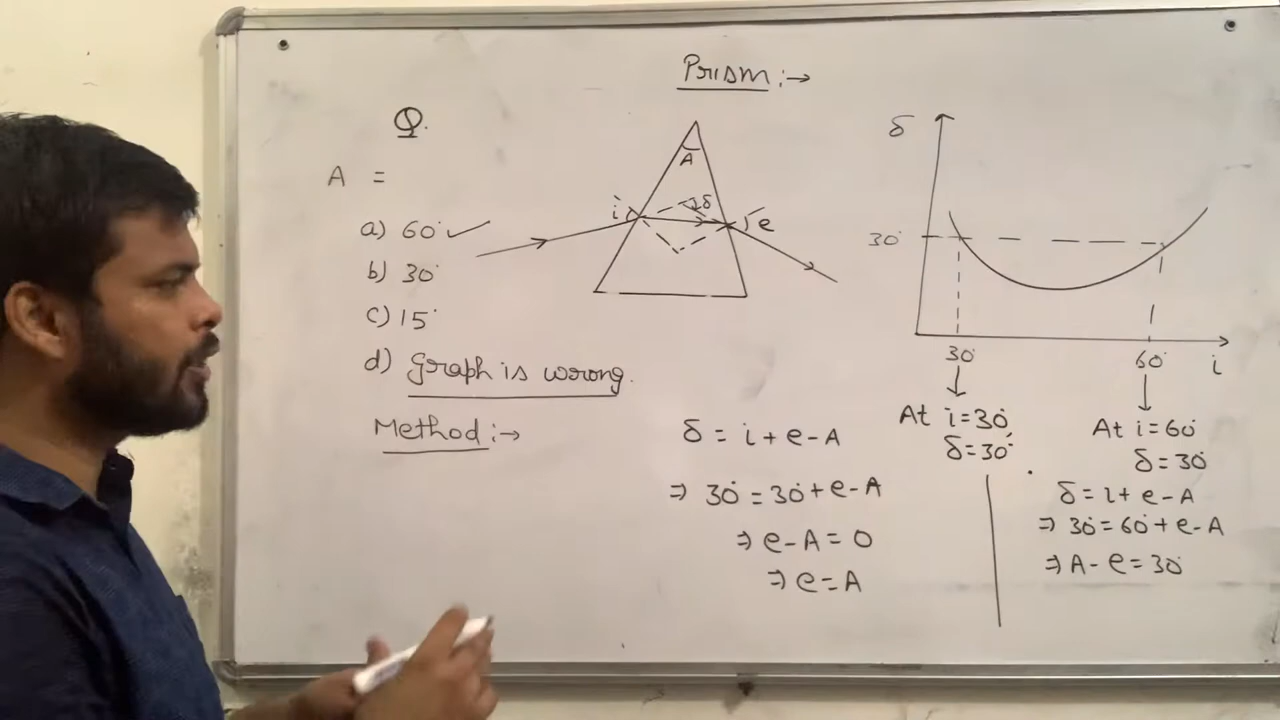 Prism :→
Q.
A =
a) 60° ✓
b) 30°
c) 15°
d) Graph is wrong.
Method :→
A
i
δ
e
δ
30°
30°
60°
i
At i=30°
δ=30°
At i=60°
δ=30°
δ = i + e - A
⇒ 30° = 30° + e - A
⇒ e - A = 0
⇒ e = A
δ = i + e - A
⇒ 30° = 60° + e - A
⇒ A - e = 30°